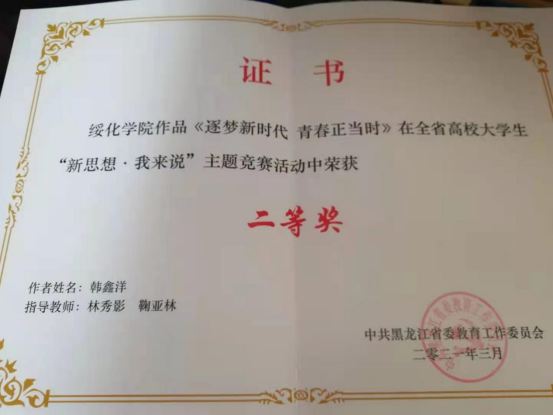 证书
绥化学院作品《逐梦新时代 青春正当时》在全省高校大学生
“新思想·我来说”主题竞赛活动中荣获
二等奖
作者姓名：韩鑫洋
指导教师：林秀影 鞠亚林
中共黑龙江省委教育工作委员会
二零二一年三月